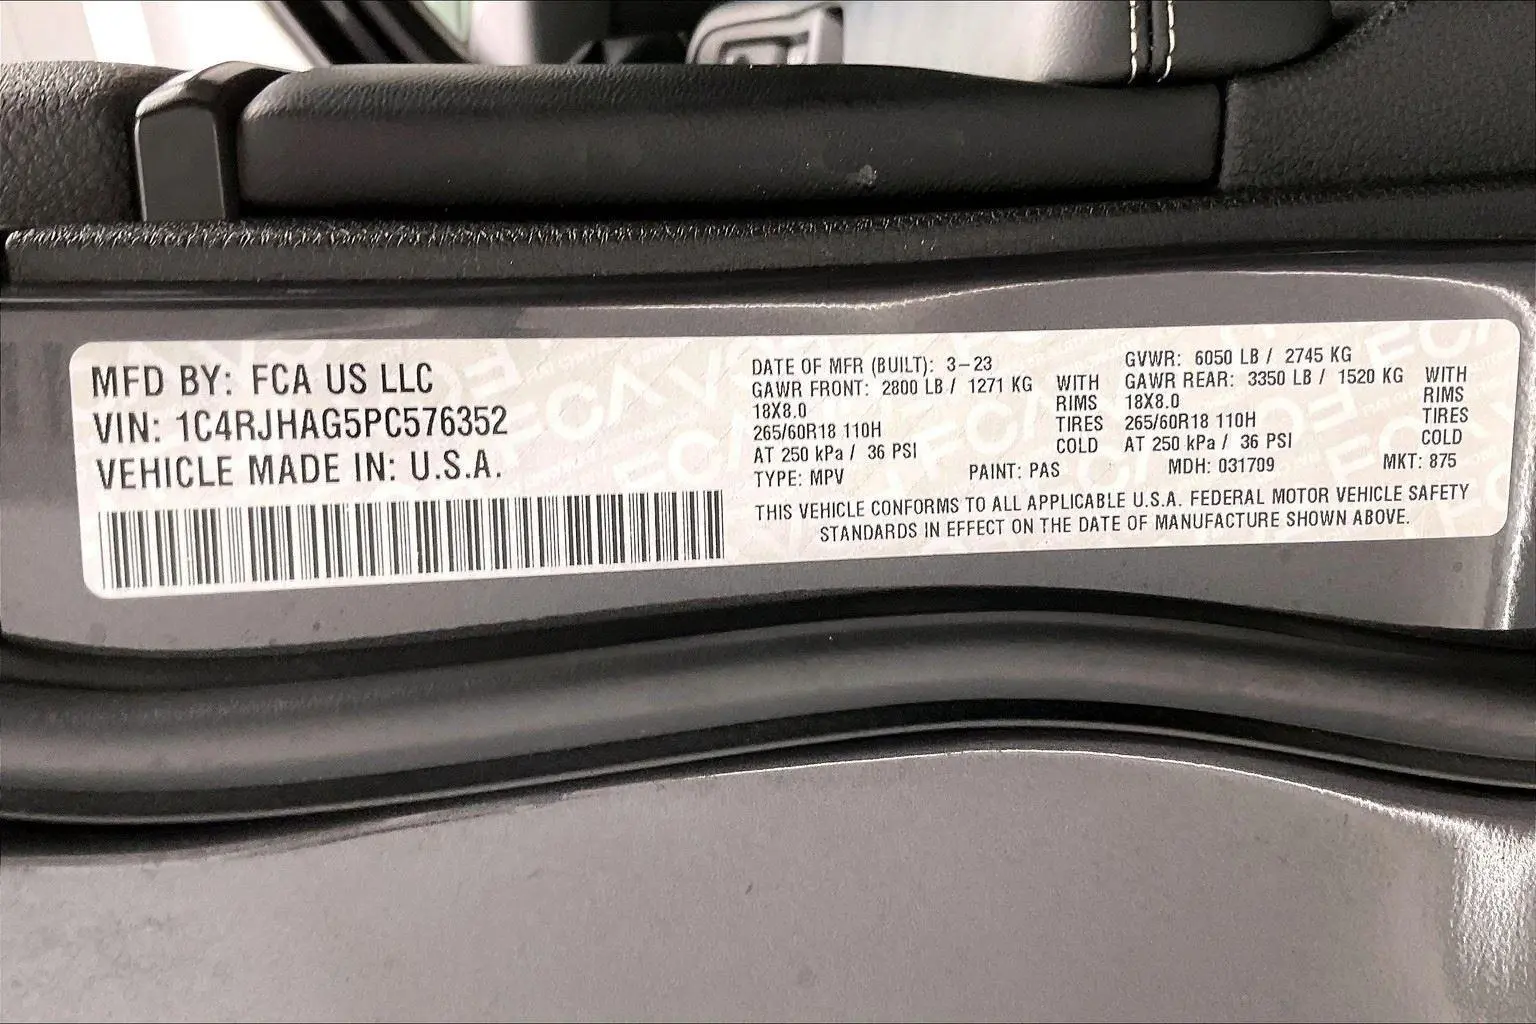 MFD BY: FCA US LLC
VIN: 1C4RJHAG5PC576352
VEHICLE MADE IN: U.S.A.
DATE OF MFR (BUILT): 3-23
GAWR FRONT: 2800 LB / 1271 KG WITH
18X8.0 RIMS
265/60R18 110H TIRES
AT 250 kPa / 36 PSI COLD
TYPE: MPV PAINT: PAS
GVWR: 6050 LB / 2745 KG
GAWR REAR: 3350 LB / 1520 KG WITH
18X8.0 RIMS
265/60R18 110H TIRES
AT 250 kPa / 36 PSI COLD
MDH: 031709 MKT: 875
THIS VEHICLE CONFORMS TO ALL APPLICABLE U.S.A. FEDERAL MOTOR VEHICLE SAFETY
STANDARDS IN EFFECT ON THE DATE OF MANUFACTURE SHOWN ABOVE.